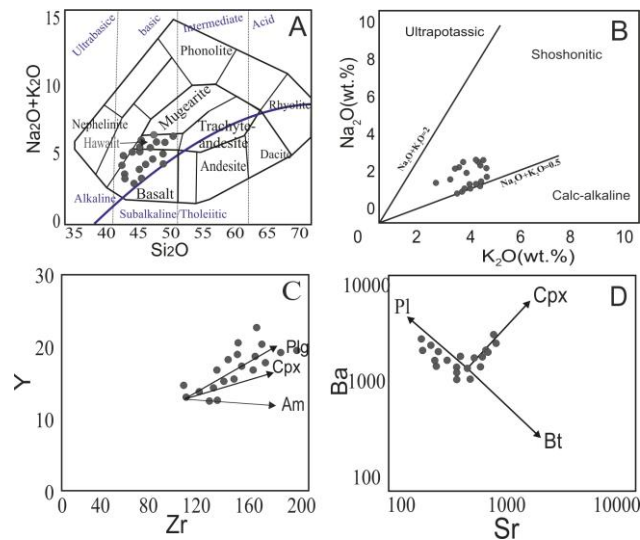 Ultrabasice basic Intermediate Acid
A
Na2O+K2O
15
10
5
0
Phonolite
Mugearite
Nephelinite
Hawait
Rhyolite
Trachyte-
andesite
Andesite
Dacite
Basalt
Alkaline
Subalkaline Tholeiitic
35 45 50 55 60 65 70
Si2O
B
Na2O(wt.%)
10
8
6
4
2
0
Ultrapotassic
Shoshonitic
Calc-alkaline
Na2O+K2O=2
Na2O+K2O=0.5
0 2 4 6 8 10
K2O(wt.%)
C
Y
30
20
10
0
Plg
Cpx
Am
0 40 80 120 160 200
Zr
D
Ba
10000
1000
100
Pl
Cpx
Bt
100 1000 10000
Sr